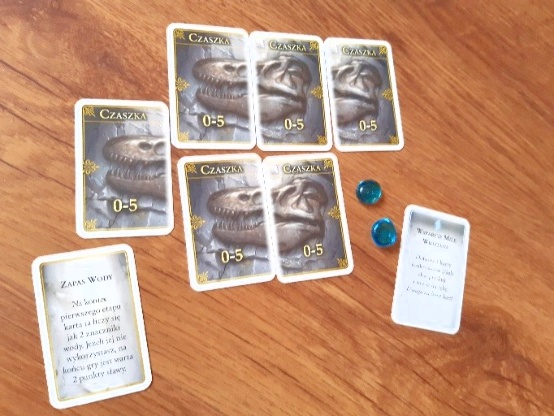 CZASZKA
0-5
CZASZKA
0-5
CZASZKA
0-5
CZASZKA
0-5
CZASZKA
0-5
CZASZKA
0-5
ZAPAS WODY
Na końcu
pierwszego etapu
karta ta liczy się
jak 2 znaczniki
wody. Jeżeli jej nie
wykorzystasz, na
końcu gry jest warta
2 punkty sławy.